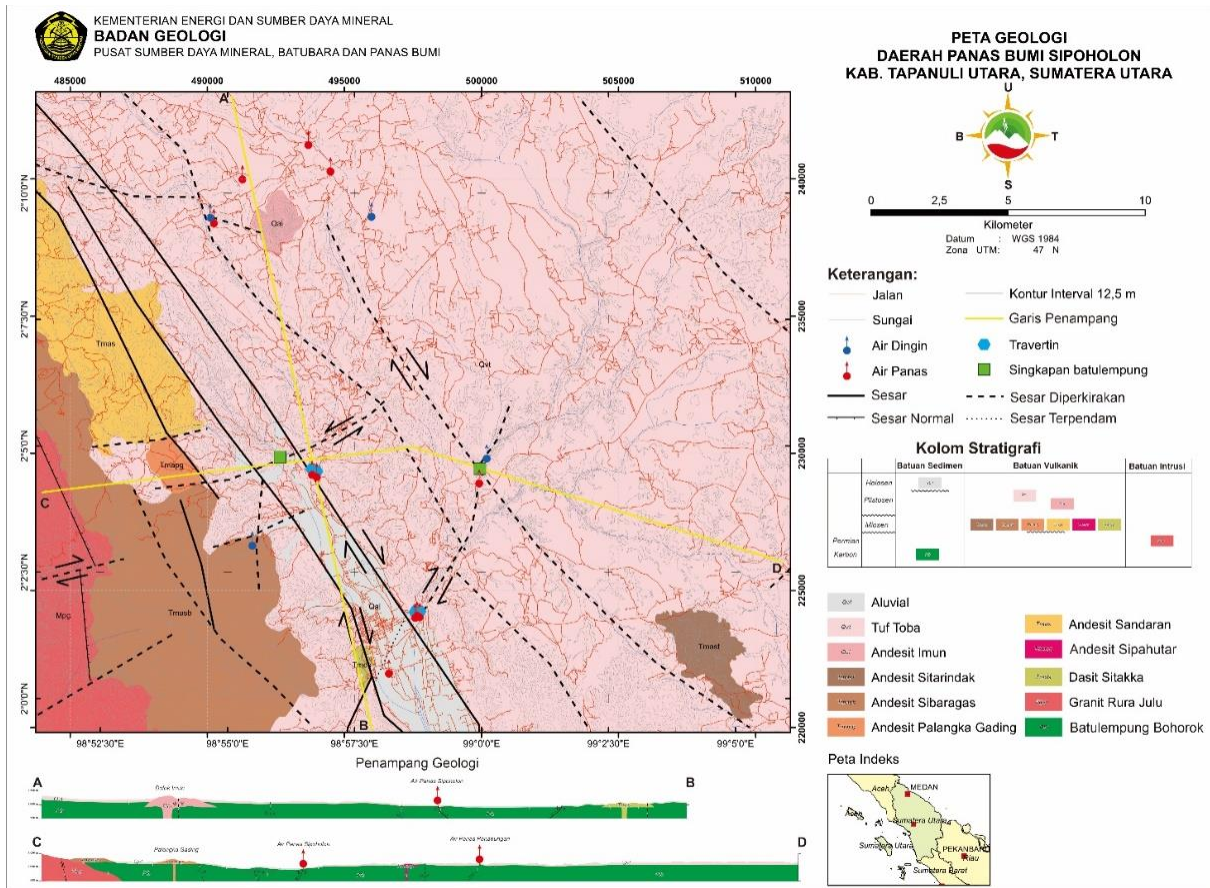 KEMENTERIAN ENERGI DAN SUMBER DAYA MINERAL
BADAN GEOLOGI
PUSAT SUMBER DAYA MINERAL, BATUBARA DAN PANAS BUMI
PETA GEOLOGI
DAERAH PANAS BUMI SIPOHOLON
KAB. TAPANULI UTARA, SUMATERA UTARA
U
B
T
S
0 2,5 5 10
Kilometer
Datum : WGS 1984
Zona UTM: 47 N
Keterangan:
Jalan
Kontur Interval 12,5 m
Sungai
Garis Penampang
Air Dingin
Travertin
Air Panas
Singkapan batulempung
Sesar
Sesar Diperkirakan
Sesar Normal
Sesar Terpendam
Kolom Stratigrafi
Batuan Sedimen
Batuan Vulkanik
Batuan Intrusi
Holosen
Plistosen
Miosen
Permian
Karbon
Aluvial
Tuf Toba
Andesit Sandaran
Andesit Imun
Andesit Sipahutar
Andesit Sitarindak
Dasit Sitakka
Andesit Sibaragas
Granit Rura Julu
Andesit Palangka Gading
Batulempung Bohorok
Peta Indeks
Aceh
MEDAN
Aceh
Sumatera Utara
Sumatera Utara
PEKANBARU
Riau
Sumatera Barat
485000 490000 495000 500000 505000 510000
A
2°10'0"N
240000
Qai
2°7'30"N
235000
Tmas
Qvt
2°5'0"N
230000
Tmapg
C
D
2°2'30"N
225000
Mpg
Tmusb
Qal
2°0'0"N
220000
B
98°52'30"E 98°55'0"E 98°57'30"E 99°0'0"E 99°2'30"E 99°5'0"E
Penampang Geologi
A
Dolok Imun
Air Panas Sipoholon
B
C
Palangka Gading
Air Panas Sipoholon
D